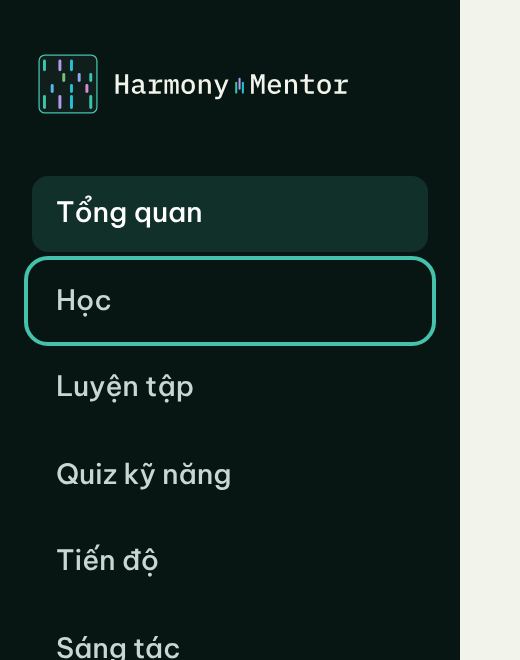 Harmony Mentor
Tổng quan
Học
Luyện tập
Quiz kỹ năng
Tiến độ
Sáng tác